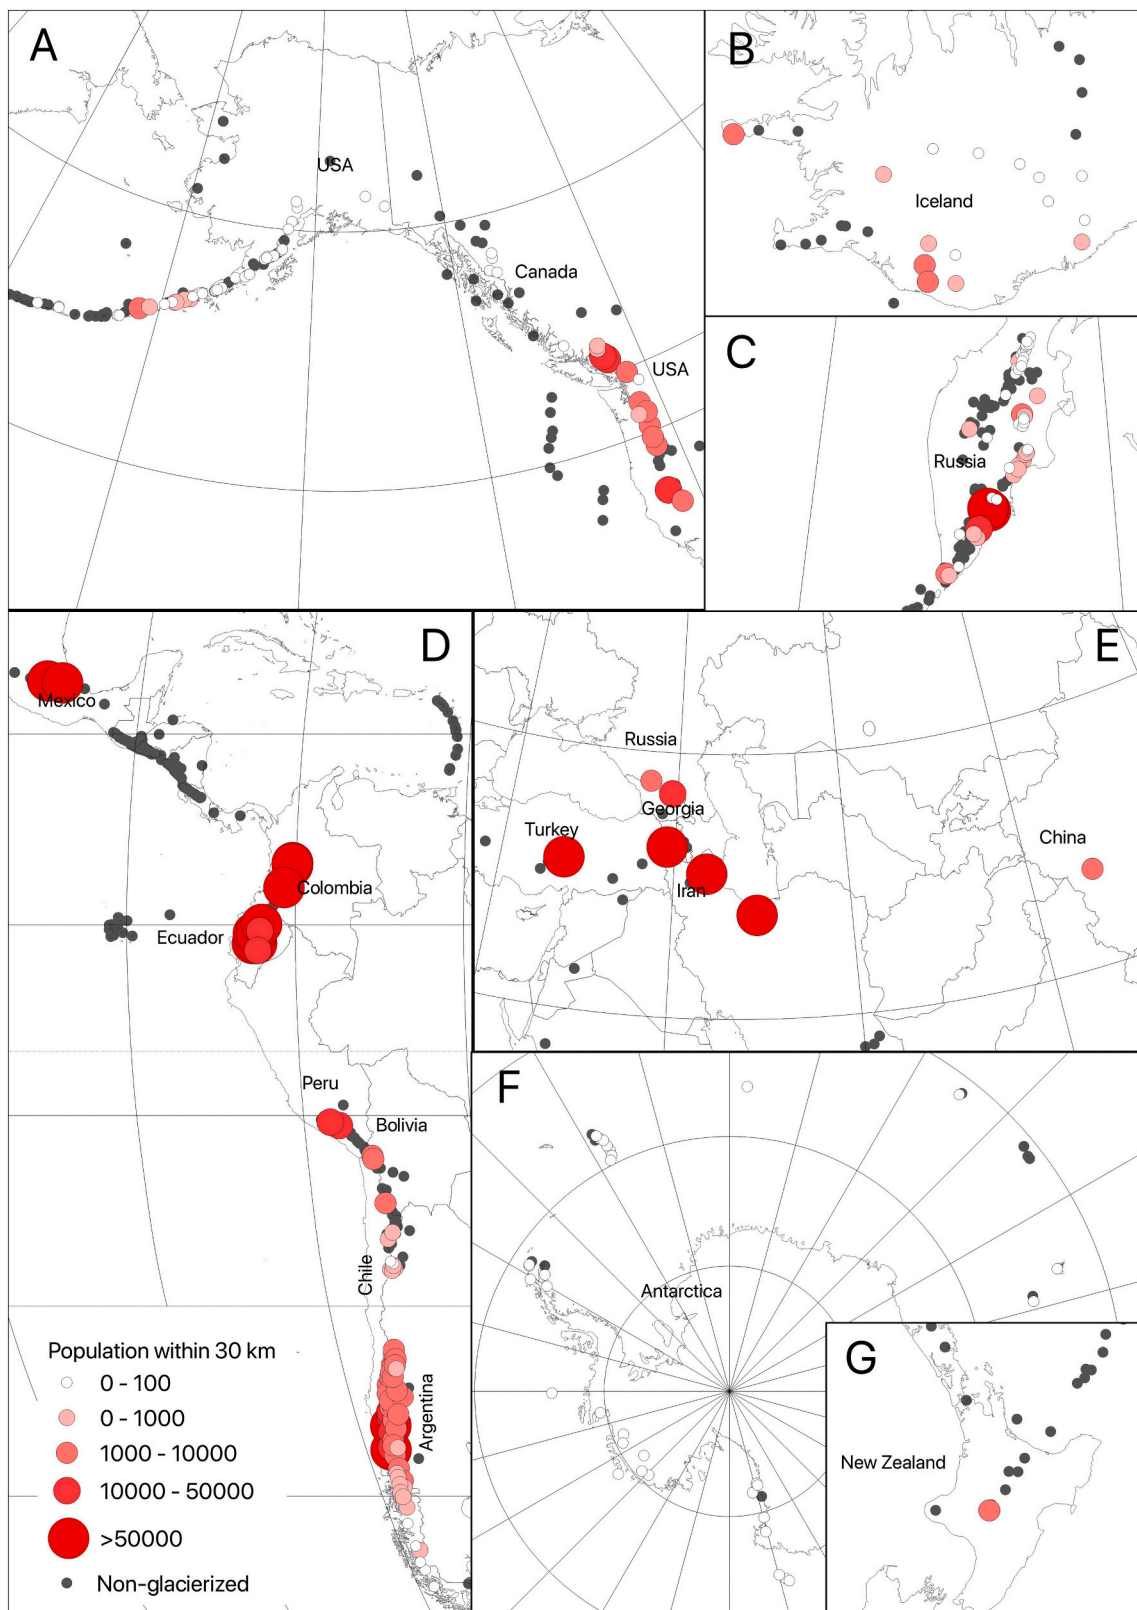 A
USA
Canada
USA
B
Iceland
C
Russia
D
Mexico
Colombia
Ecuador
Peru
Bolivia
Chile
Argentina
Population within 30 km
0 - 100
0 - 1000
1000 - 10000
10000 - 50000
>50000
Non-glacierized
E
Russia
Georgia
Turkey
Iran
China
F
Antarctica
G
New Zealand